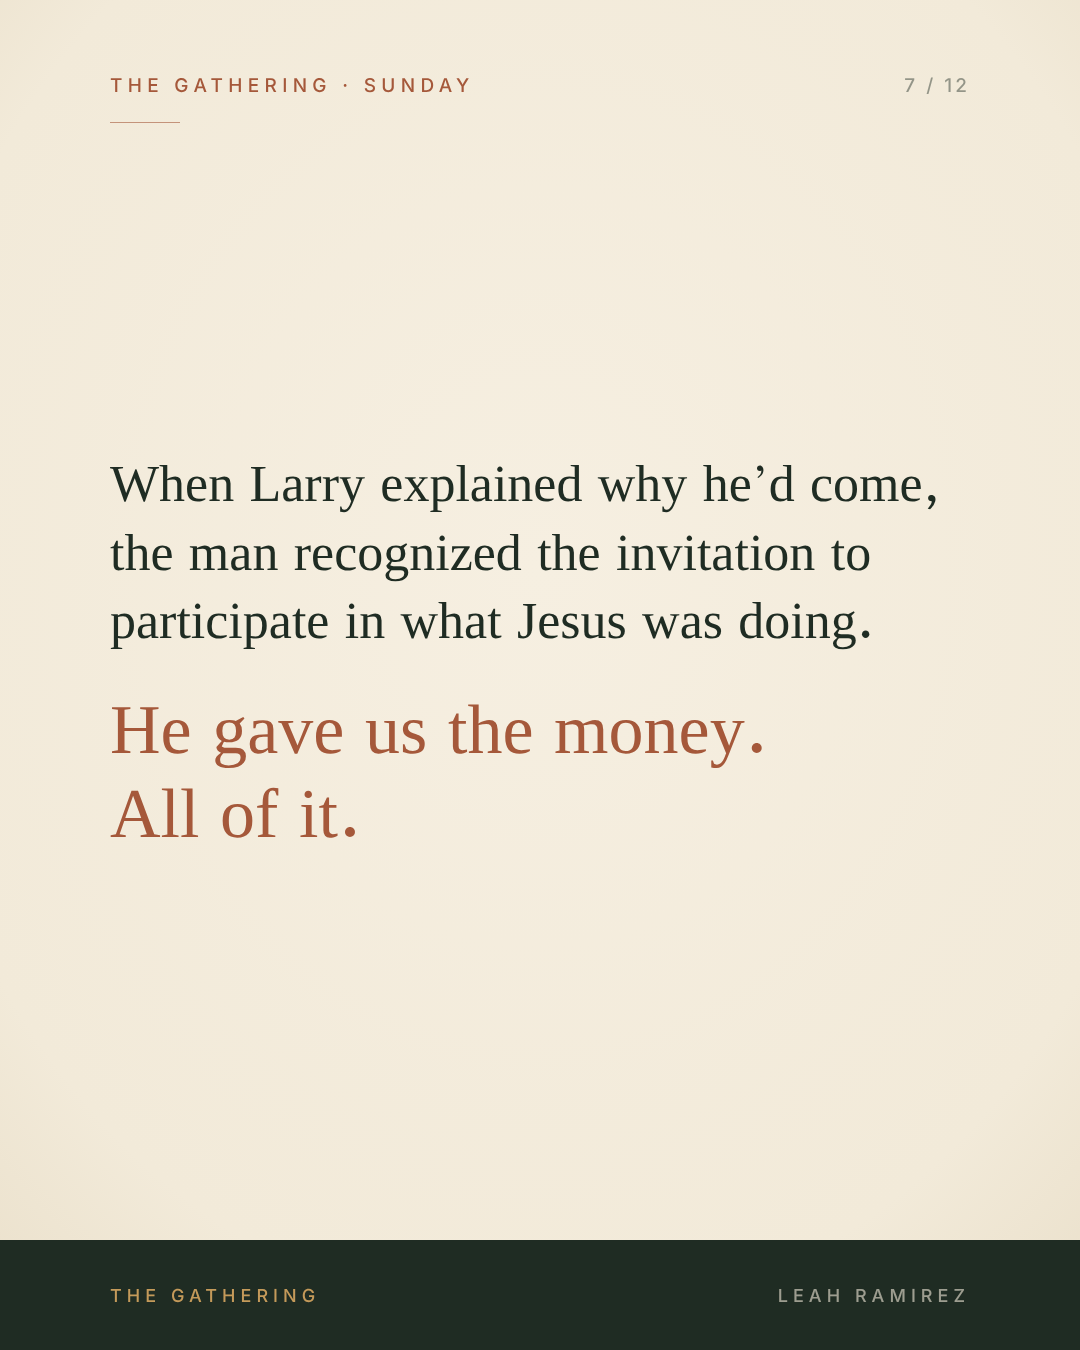 THE GATHERING · SUNDAY
7 / 12
When Larry explained why he’d come,
the man recognized the invitation to
participate in what Jesus was doing.
He gave us the money.
All of it.
THE GATHERING
LEAH RAMIREZ